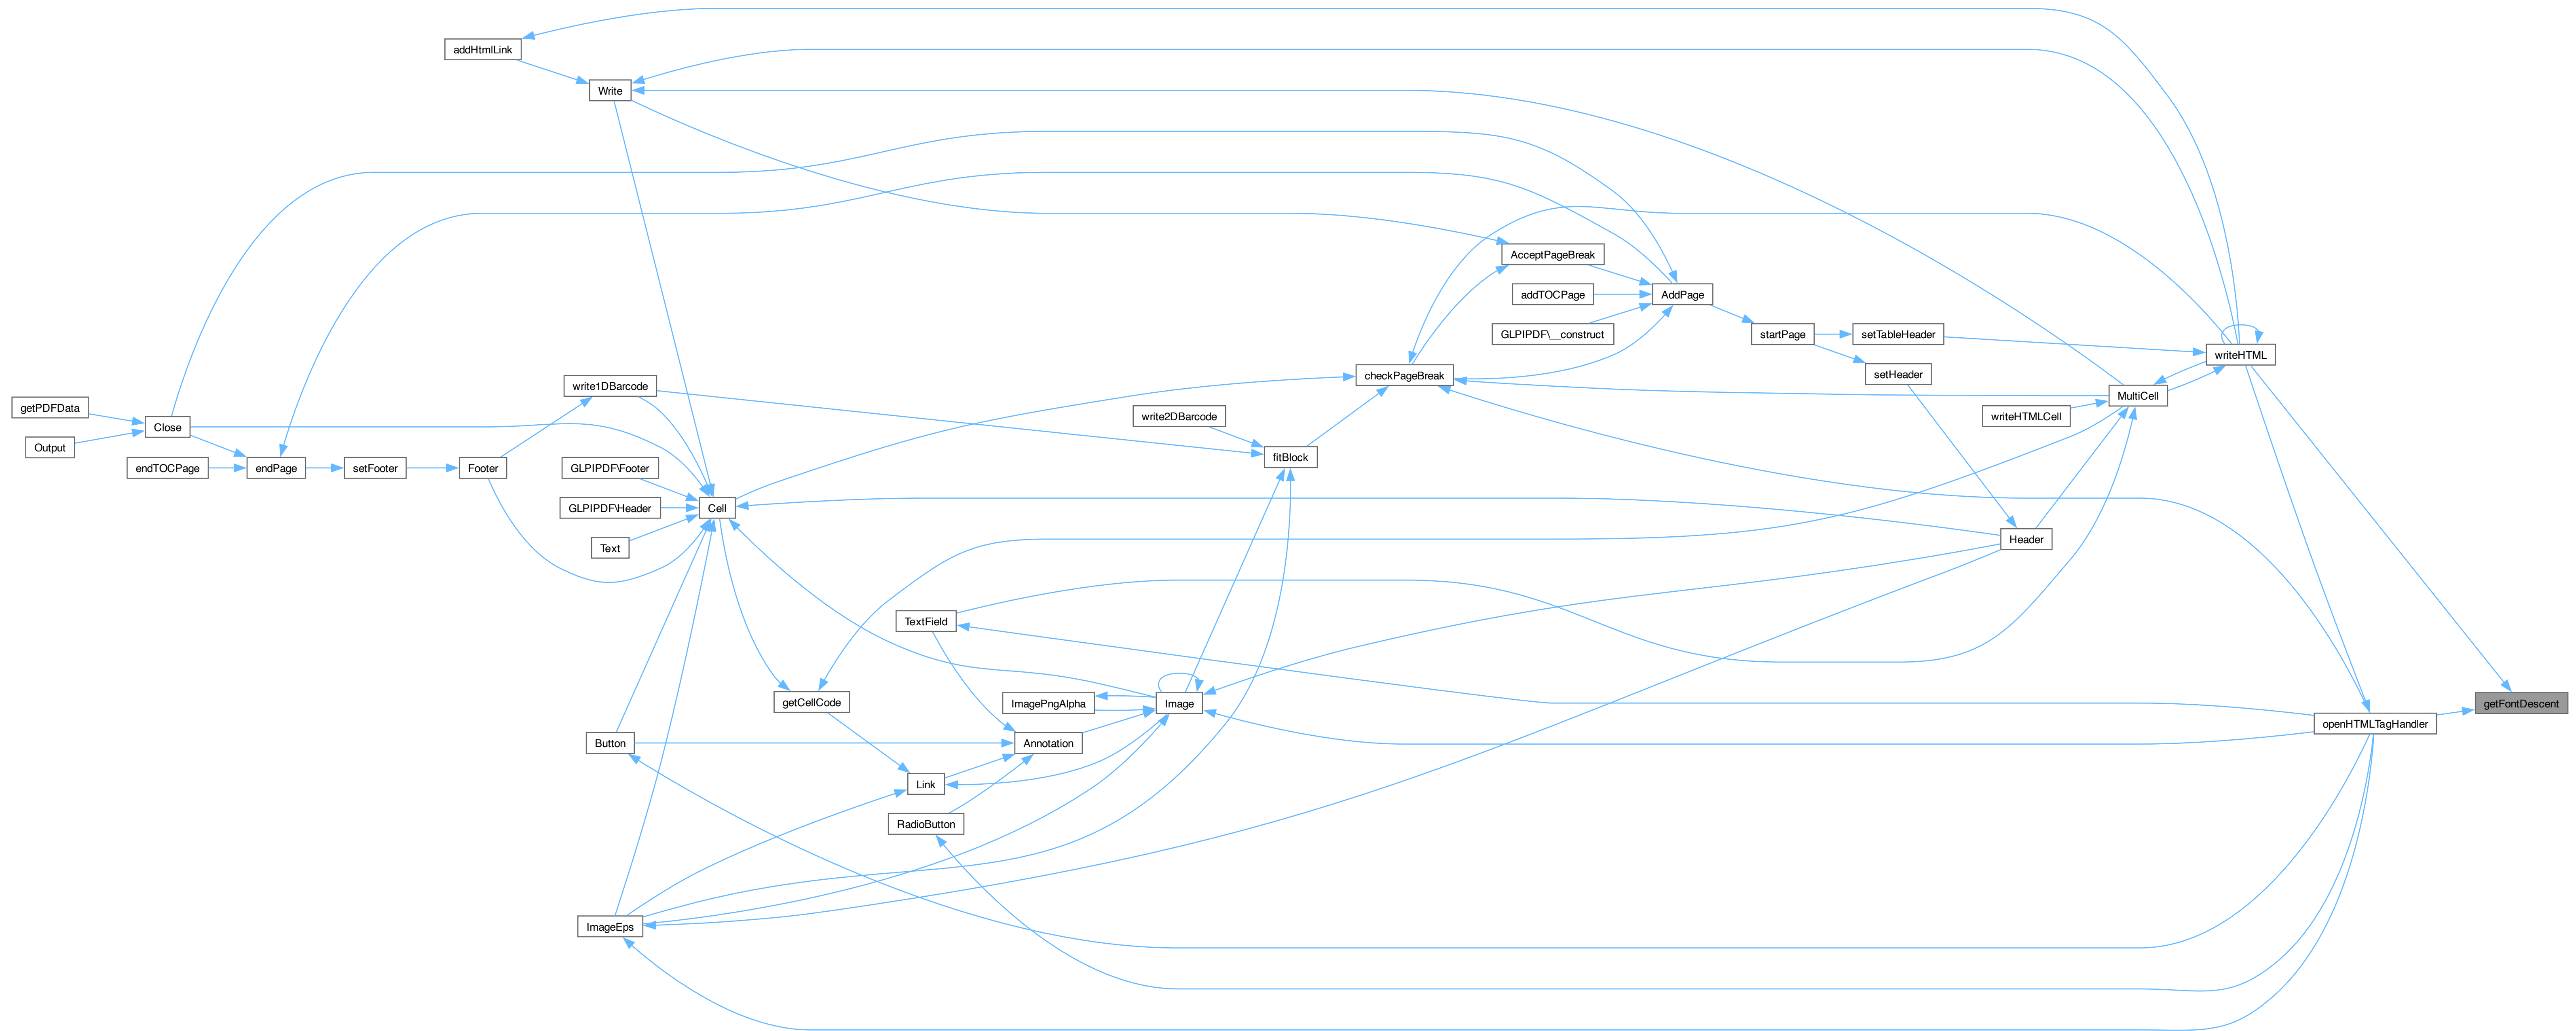 addHtmlLink
Write
AcceptPageBreak
addTOCPage
AddPage
GLPIPDF\__construct
startPage
setTableHeader
writeHTML
checkPageBreak
setHeader
write1DBarcode
MultiCell
getPDFData
write2DBarcode
writeHTMLCell
Close
Output
fitBlock
endTOCPage
endPage
setFooter
Footer
GLPIPDF\Footer
GLPIPDF\Header
Cell
Text
Header
TextField
getCellCode
ImagePngAlpha
Image
getFontDescent
openHTMLTagHandler
Button
Annotation
Link
RadioButton
ImageEps